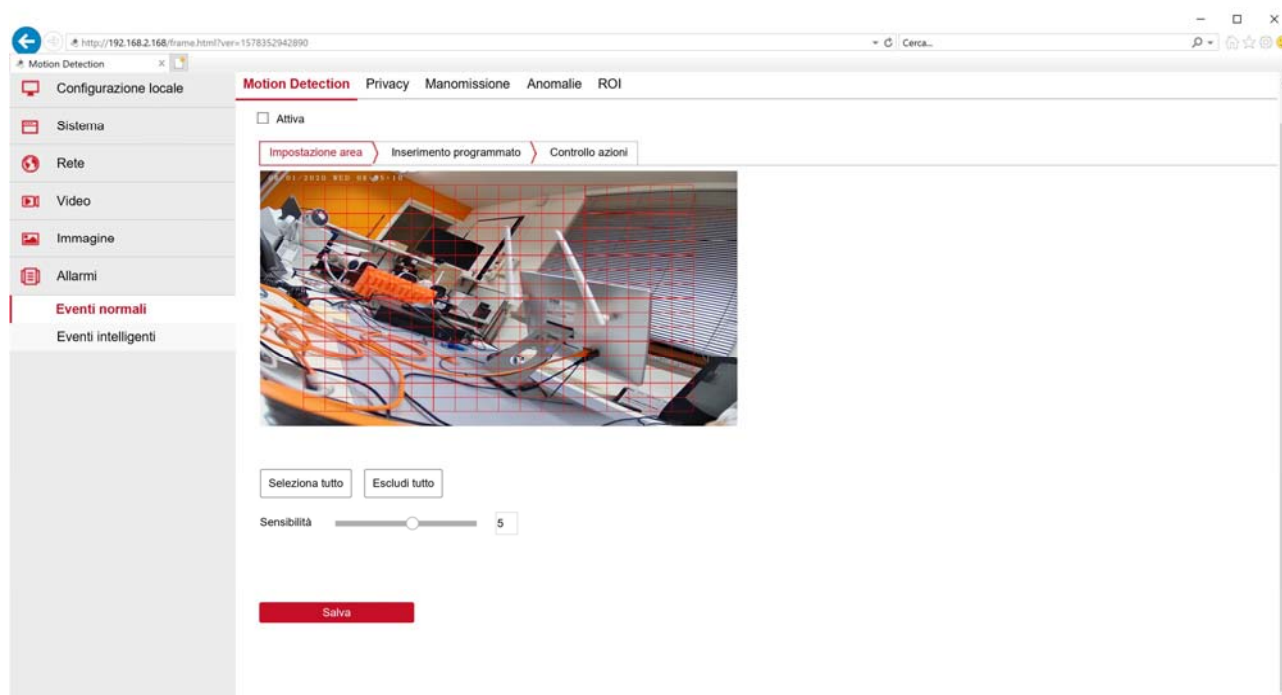 http://192.168.2.168/frame.html?ver=1578352942890
Cerca...
Motion Detection
Configurazione locale
Sistema
Rete
Video
Immagine
Allarmi
Eventi normali
Eventi intelligenti
Motion Detection Privacy Manomissione Anomalie ROI
Attiva
Impostazione area Inserimento programmato Controllo azioni
Seleziona tutto Escludi tutto
Sensibilità 5
Salva